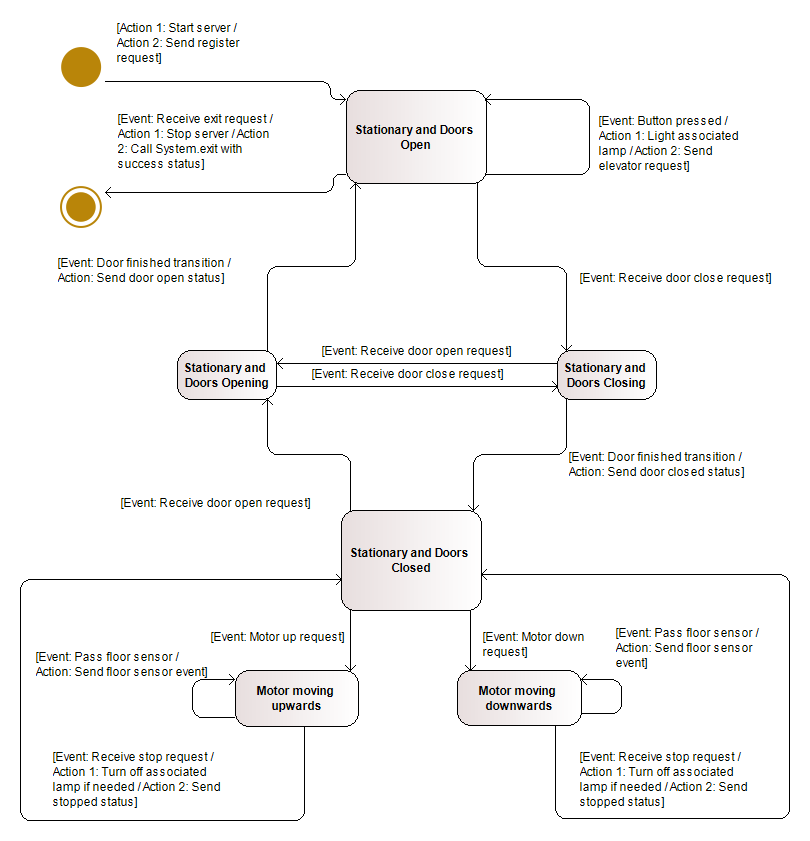 [Action 1: Start server /
Action 2: Send register
request]
[Event: Receive exit request /
Action 1: Stop server / Action
2: Call System.exit with
success status]
Stationary and Doors
Open
[Event: Button pressed /
Action 1: Light associated
lamp / Action 2: Send
elevator request]
[Event: Door finished transition /
Action: Send door open status]
[Event: Receive door close request]
[Event: Receive door open request]
[Event: Receive door close request]
Stationary and
Doors Opening
Stationary and
Doors Closing
[Event: Door finished transition /
Action: Send door closed status]
[Event: Receive door open request]
Stationary and Doors
Closed
[Event: Motor up request]
[Event: Motor down
request]
[Event: Pass floor sensor /
Action: Send floor sensor
event]
[Event: Pass floor sensor /
Action: Send floor sensor event]
Motor moving
upwards
Motor moving
downwards
[Event: Receive stop request /
Action 1: Turn off associated
lamp if needed / Action 2: Send
stopped status]
[Event: Receive stop request /
Action 1: Turn off associated
lamp if needed / Action 2: Send
stopped status]